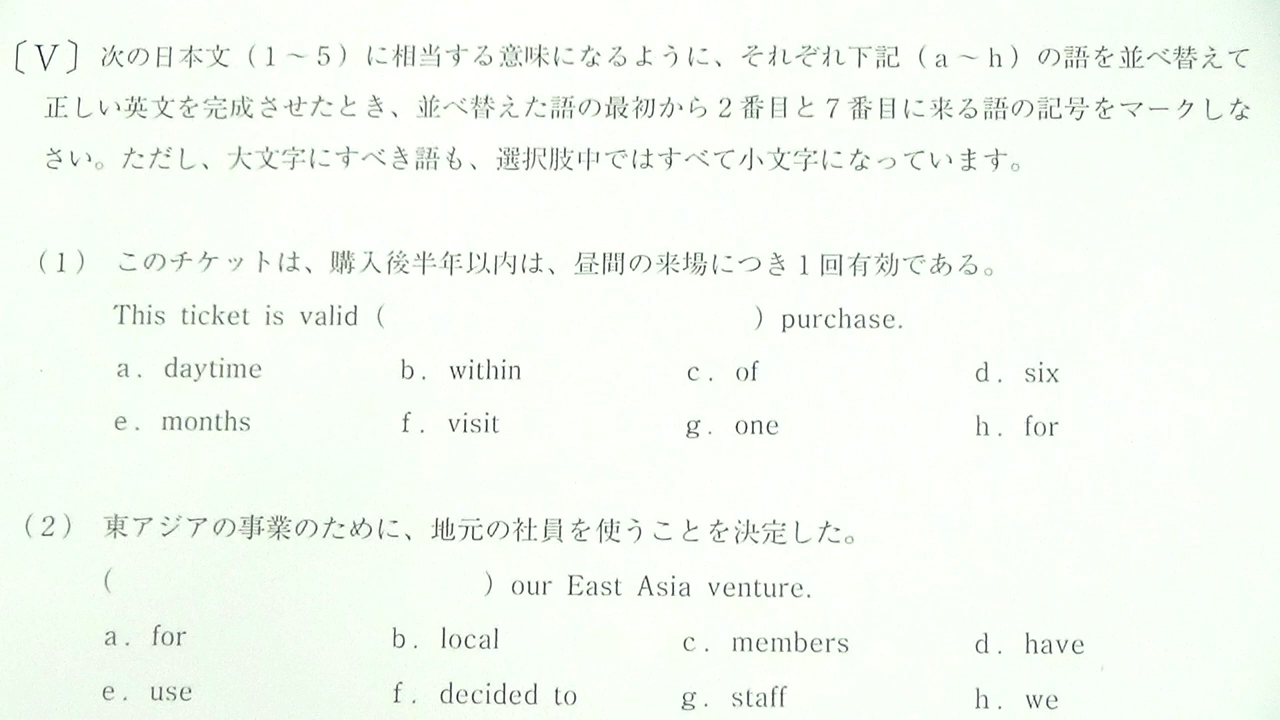 〔Ⅴ〕次の日本文（1～5）に相当する意味になるように、それぞれ下記（a～h）の語を並べ替えて
正しい英文を完成させたとき、並べ替えた語の最初から2番目と7番目に来る語の記号をマークしな
さい。ただし、大文字にすべき語も、選択肢中ではすべて小文字になっています。
（1） このチケットは、購入後半年以内は、昼間の来場につき1回有効である。
This ticket is valid ( ) purchase.
a. daytime b. within c. of d. six
e. months f. visit g. one h. for
（2） 東アジアの事業のために、地元の社員を使うことを決定した。
( ) our East Asia venture.
a. for b. local c. members d. have
e. use f. decided to g. staff h. we